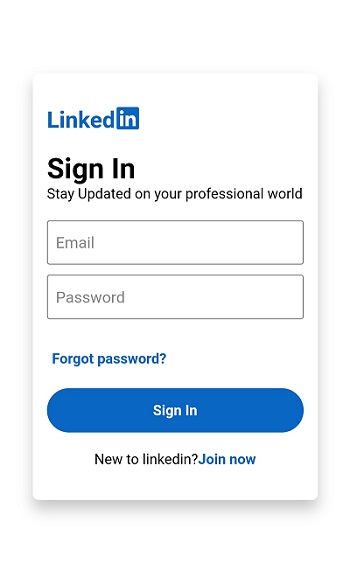 Linkedin
Sign In
Stay Updated on your professional world
Email
Password
Forgot password?
Sign In
New to linkedin?Join now